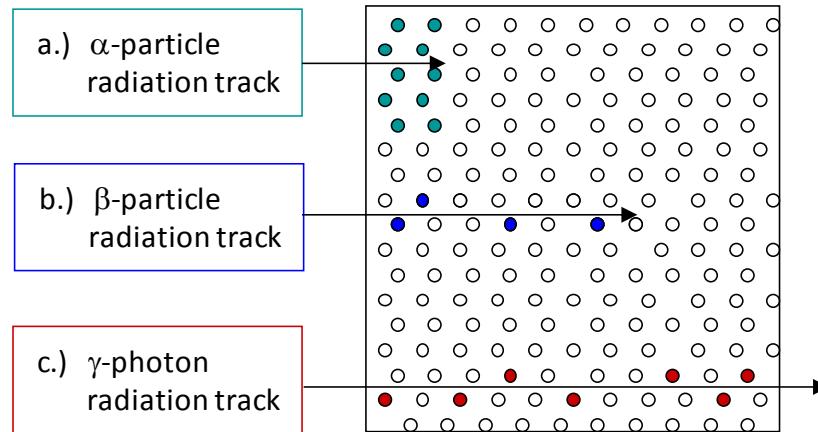 a.) α-particle
radiation track
b.) β-particle
radiation track
c.) γ-photon
radiation track